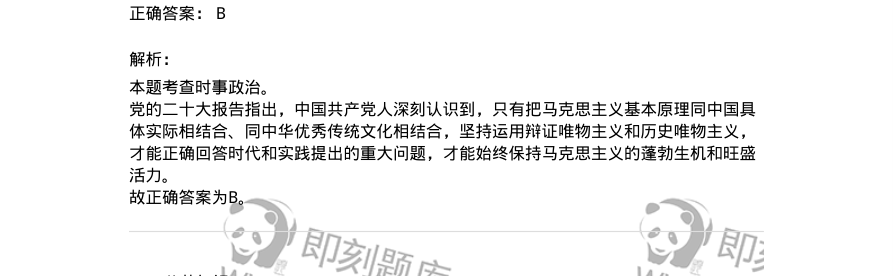 正确答案： B
解析：
本题考查时事政治。
党的二十大报告指出，中国共产党人深刻认识到，只有把马克思主义基本原理同中国具
体实际相结合、同中华优秀传统文化相结合，坚持运用辩证唯物主义和历史唯物主义，
才能正确回答时代和实践提出的重大问题，才能始终保持马克思主义的蓬勃生机和旺盛
活力。
故正确答案为B。
即刻题库
即刻